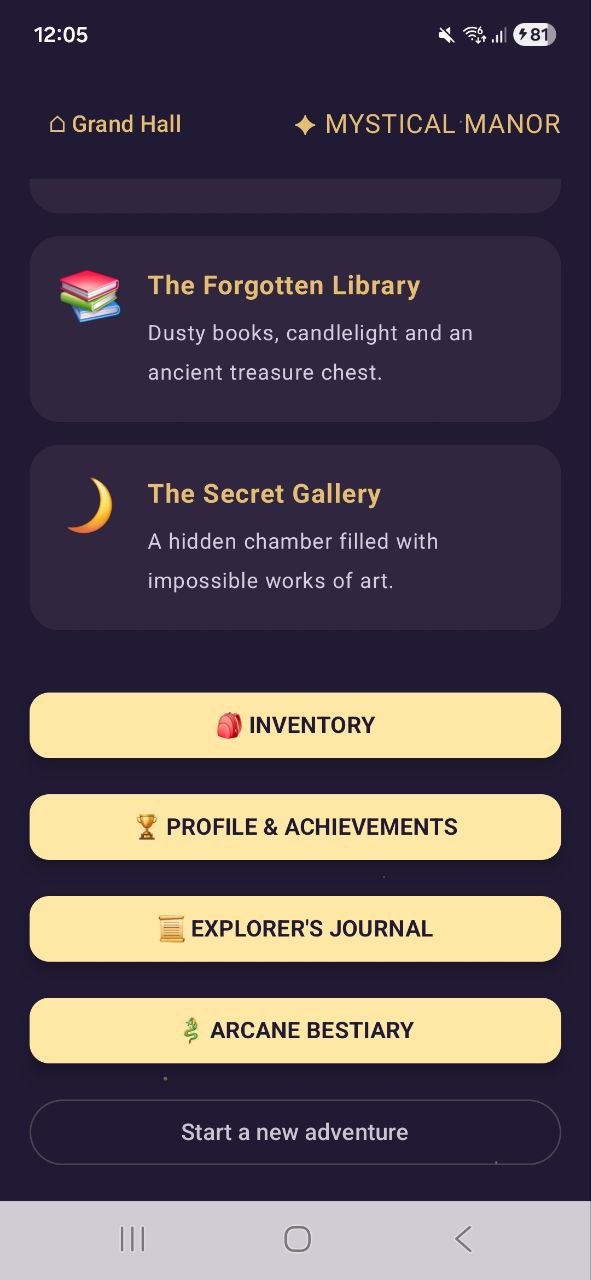 12:05
81
Grand Hall
MYSTICAL MANOR
The Forgotten Library
Dusty books, candlelight and an
ancient treasure chest.
The Secret Gallery
A hidden chamber filled with
impossible works of art.
INVENTORY
PROFILE & ACHIEVEMENTS
EXPLORER'S JOURNAL
ARCANE BESTIARY
Start a new adventure